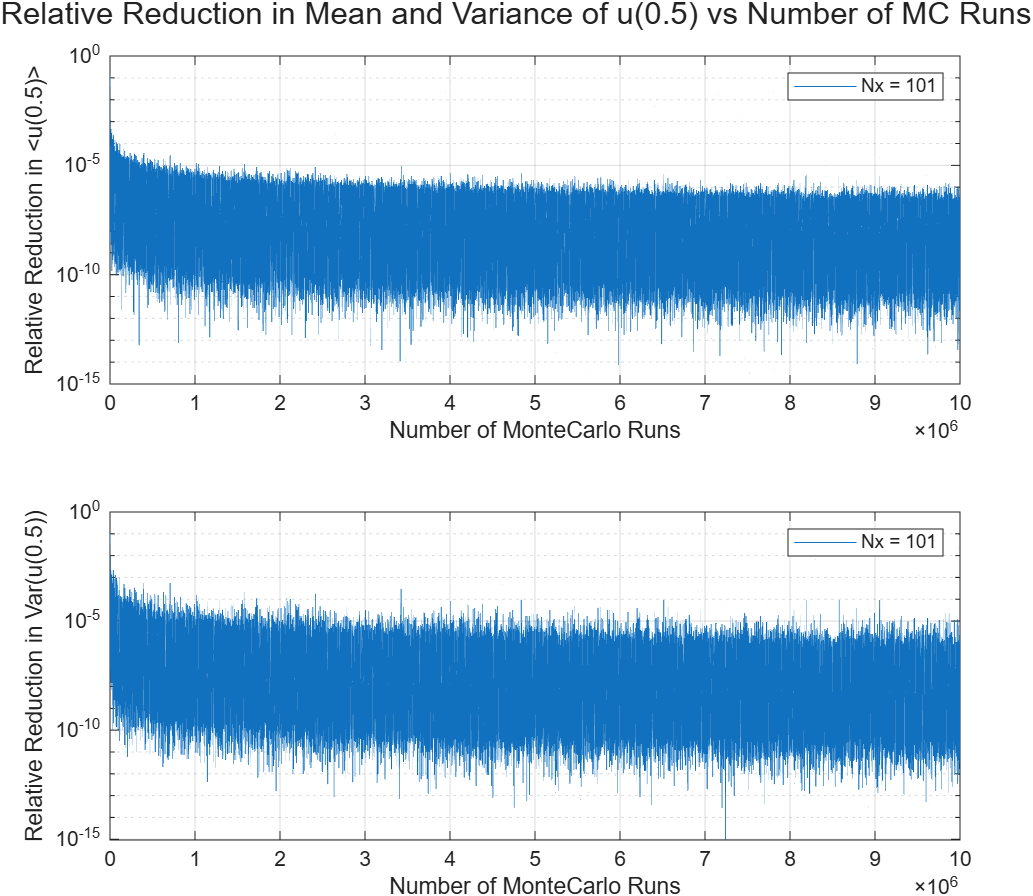 Relative Reduction in Mean and Variance of u(0.5) vs Number of MC Runs
Relative Reduction in <u(0.5)>
10^0
10^-5
10^-10
10^-15
Nx = 101
0 1 2 3 4 5 6 7 8 9 10
Number of MonteCarlo Runs
×10^6
Relative Reduction in Var(u(0.5))
10^0
10^-5
10^-10
10^-15
Nx = 101
0 1 2 3 4 5 6 7 8 9 10
Number of MonteCarlo Runs
×10^6